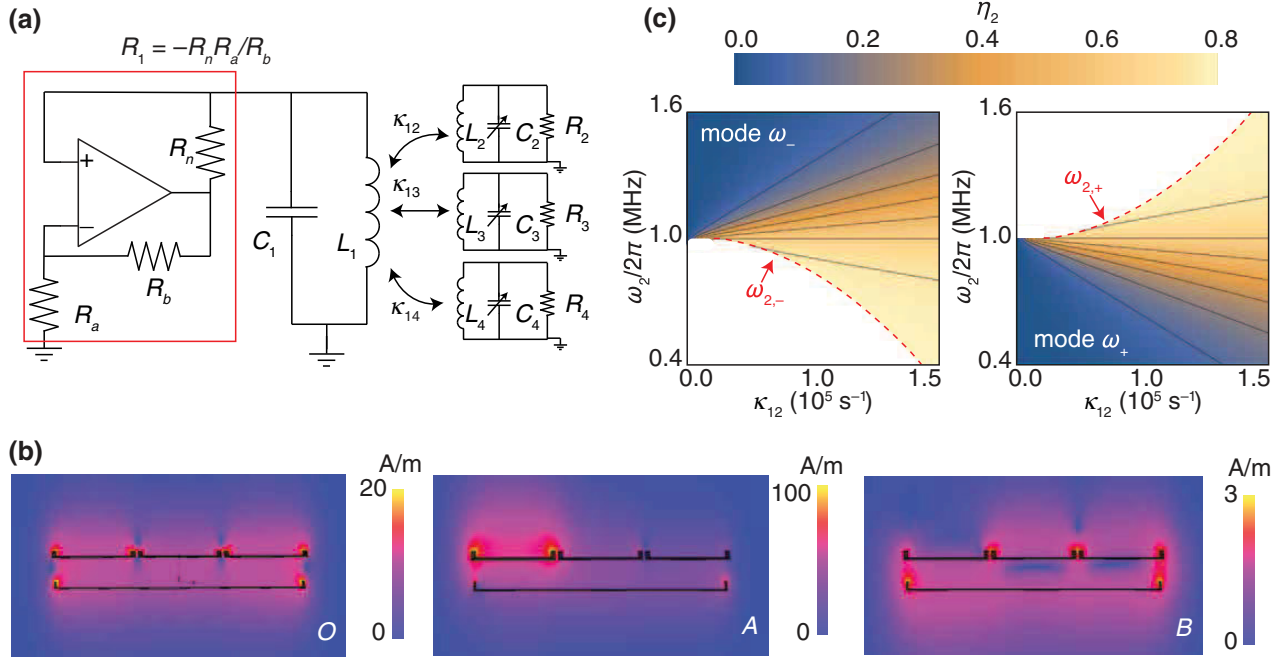 (a)
R₁ = −RₙRₐ/R_b
+
−
Rₙ
R_b
Rₐ
C₁
L₁
κ₁₂
κ₁₃
κ₁₄
L₂ C₂ R₂
L₃ C₃ R₃
L₄ C₄ R₄
(c)
η₂
0.0 0.2 0.4 0.6 0.8
ω₂/2π (MHz)
1.6
1.0
0.4
mode ω₋
ω₂,₋
0.0 1.0 1.5
κ₁₂ (10⁵ s⁻¹)
ω₂/2π (MHz)
1.6
1.0
0.4
ω₂,₊
mode ω₊
0.0 1.0 1.5
κ₁₂ (10⁵ s⁻¹)
(b)
A/m
20
0
O
A/m
100
0
A
A/m
3
0
B